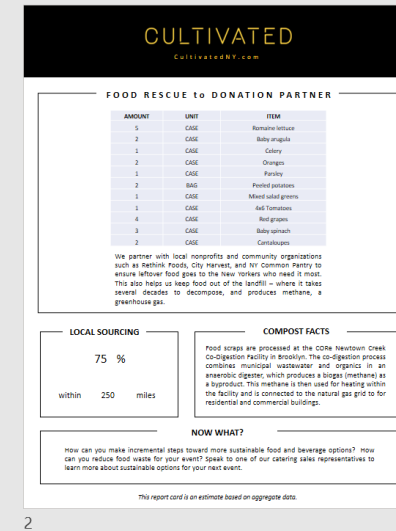 CULTIVATED
CultivatedNY.com
FOOD RESCUE to DONATION PARTNER
AMOUNT UNIT ITEM
5 CASE Romaine lettuce
2 CASE Baby arugula
1 CASE Celery
2 CASE Oranges
1 CASE Parsley
2 BAG Peeled potatoes
1 CASE Mixed salad greens
1 CASE 4x6 Tomatoes
4 CASE Red grapes
3 CASE Baby spinach
2 CASE Cantaloupes
We partner with local nonprofits and community organizations
such as Rethink Foods, City Harvest, and NY Common Pantry to
ensure leftover food goes to the New Yorkers who need it most.
This also helps us keep food out of the landfill – where it takes
several decades to decompose, and produces methane, a
greenhouse gas.
LOCAL SOURCING
75 %
within 250 miles
COMPOST FACTS
Food scraps are processed at the CORe Newtown Creek
Co-Digestion Facility in Brooklyn. The co-digestion process
combines municipal wastewater and organics in an
anaerobic digester, which produces a biogas (methane) as
a byproduct. This methane is then used for heating within
the facility and is connected to the natural gas grid to for
residential and commercial buildings.
NOW WHAT?
How can you make incremental steps toward more sustainable food and beverage options? How
can you reduce food waste for your event? Speak to one of our catering sales representatives to
learn more about sustainable options for your next event.
This report card is an estimate based on aggregate data.
2